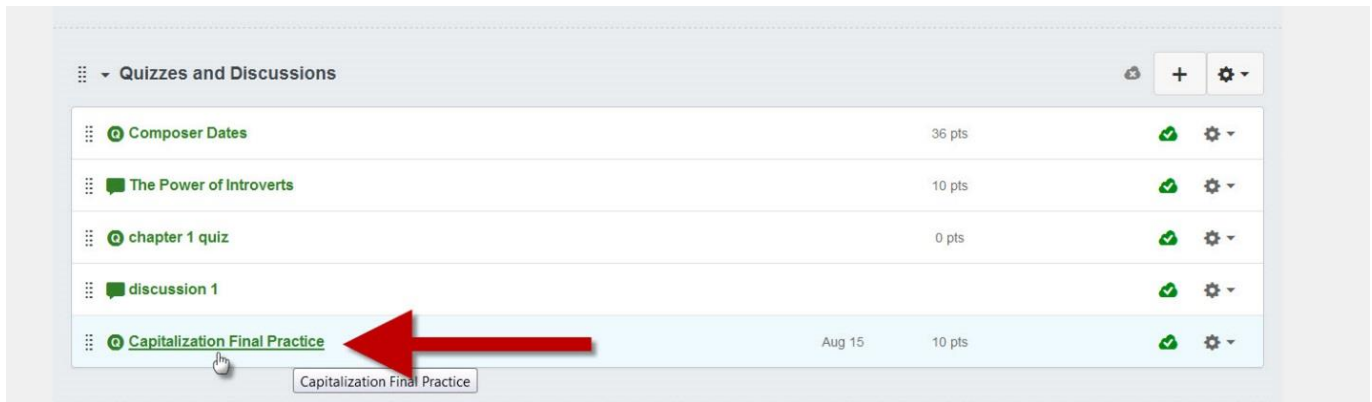 Quizzes and Discussions
Composer Dates 36 pts
The Power of Introverts 10 pts
chapter 1 quiz 0 pts
discussion 1
Capitalization Final Practice Aug 15 10 pts
Capitalization Final Practice